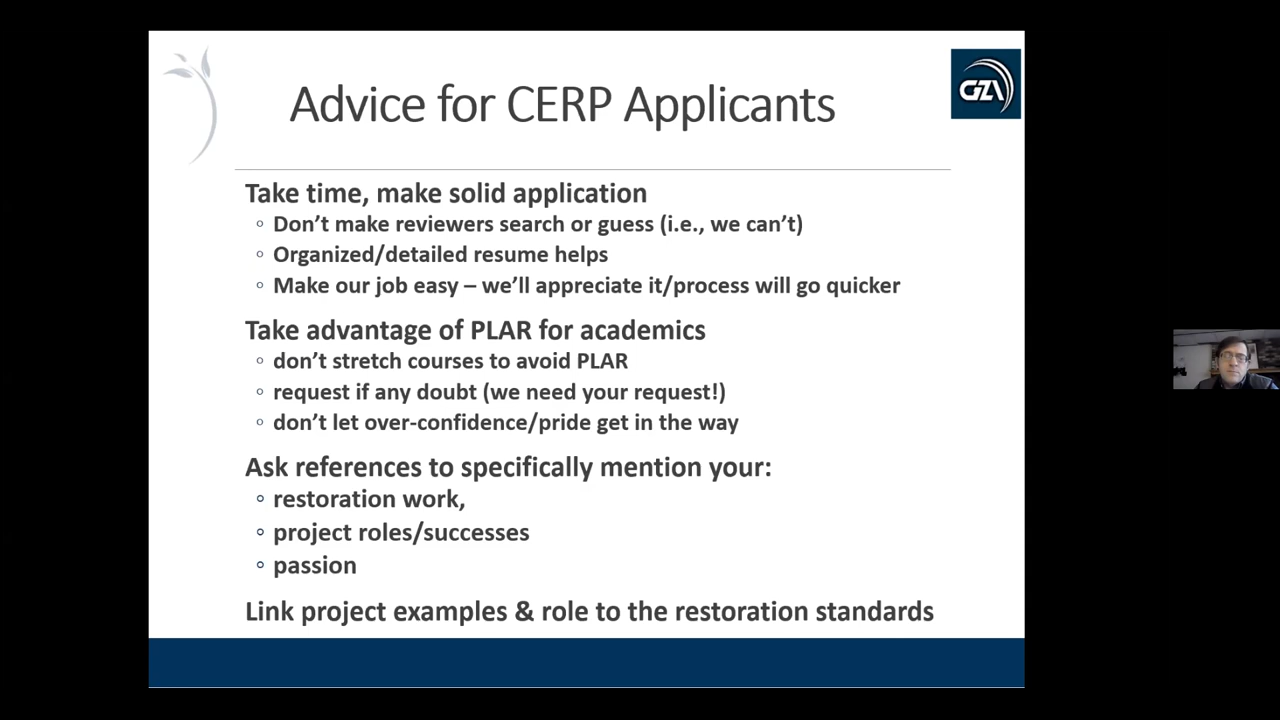 Advice for CERP Applicants
GZA
Take time, make solid application
◦ Don’t make reviewers search or guess (i.e., we can’t)
◦ Organized/detailed resume helps
◦ Make our job easy – we’ll appreciate it/process will go quicker
Take advantage of PLAR for academics
◦ don’t stretch courses to avoid PLAR
◦ request if any doubt (we need your request!)
◦ don’t let over-confidence/pride get in the way
Ask references to specifically mention your:
◦ restoration work,
◦ project roles/successes
◦ passion
Link project examples & role to the restoration standards